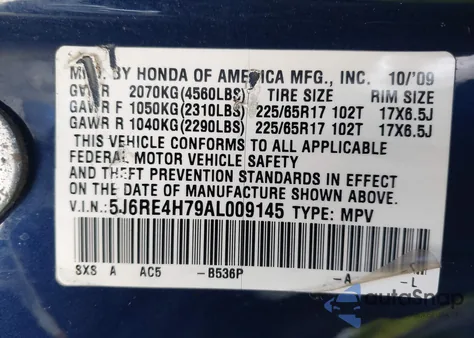 MFD. BY HONDA OF AMERICA MFG., INC. 10/'09
GVWR 2070KG(4560LBS) TIRE SIZE RIM SIZE
GAWR F 1050KG(2310LBS) 225/65R17 102T 17X6.5J
GAWR R 1040KG(2290LBS) 225/65R17 102T 17X6.5J
THIS VEHICLE CONFORMS TO ALL APPLICABLE
FEDERAL MOTOR VEHICLE SAFETY
AND THEFT PREVENTION STANDARDS IN EFFECT
ON THE DATE OF MANUFACTURE SHOWN ABOVE.
V.I.N.: 5J6RE4H79AL009145 TYPE: MPV
SXS A AC5 -B536P -A
-L
autoSnap